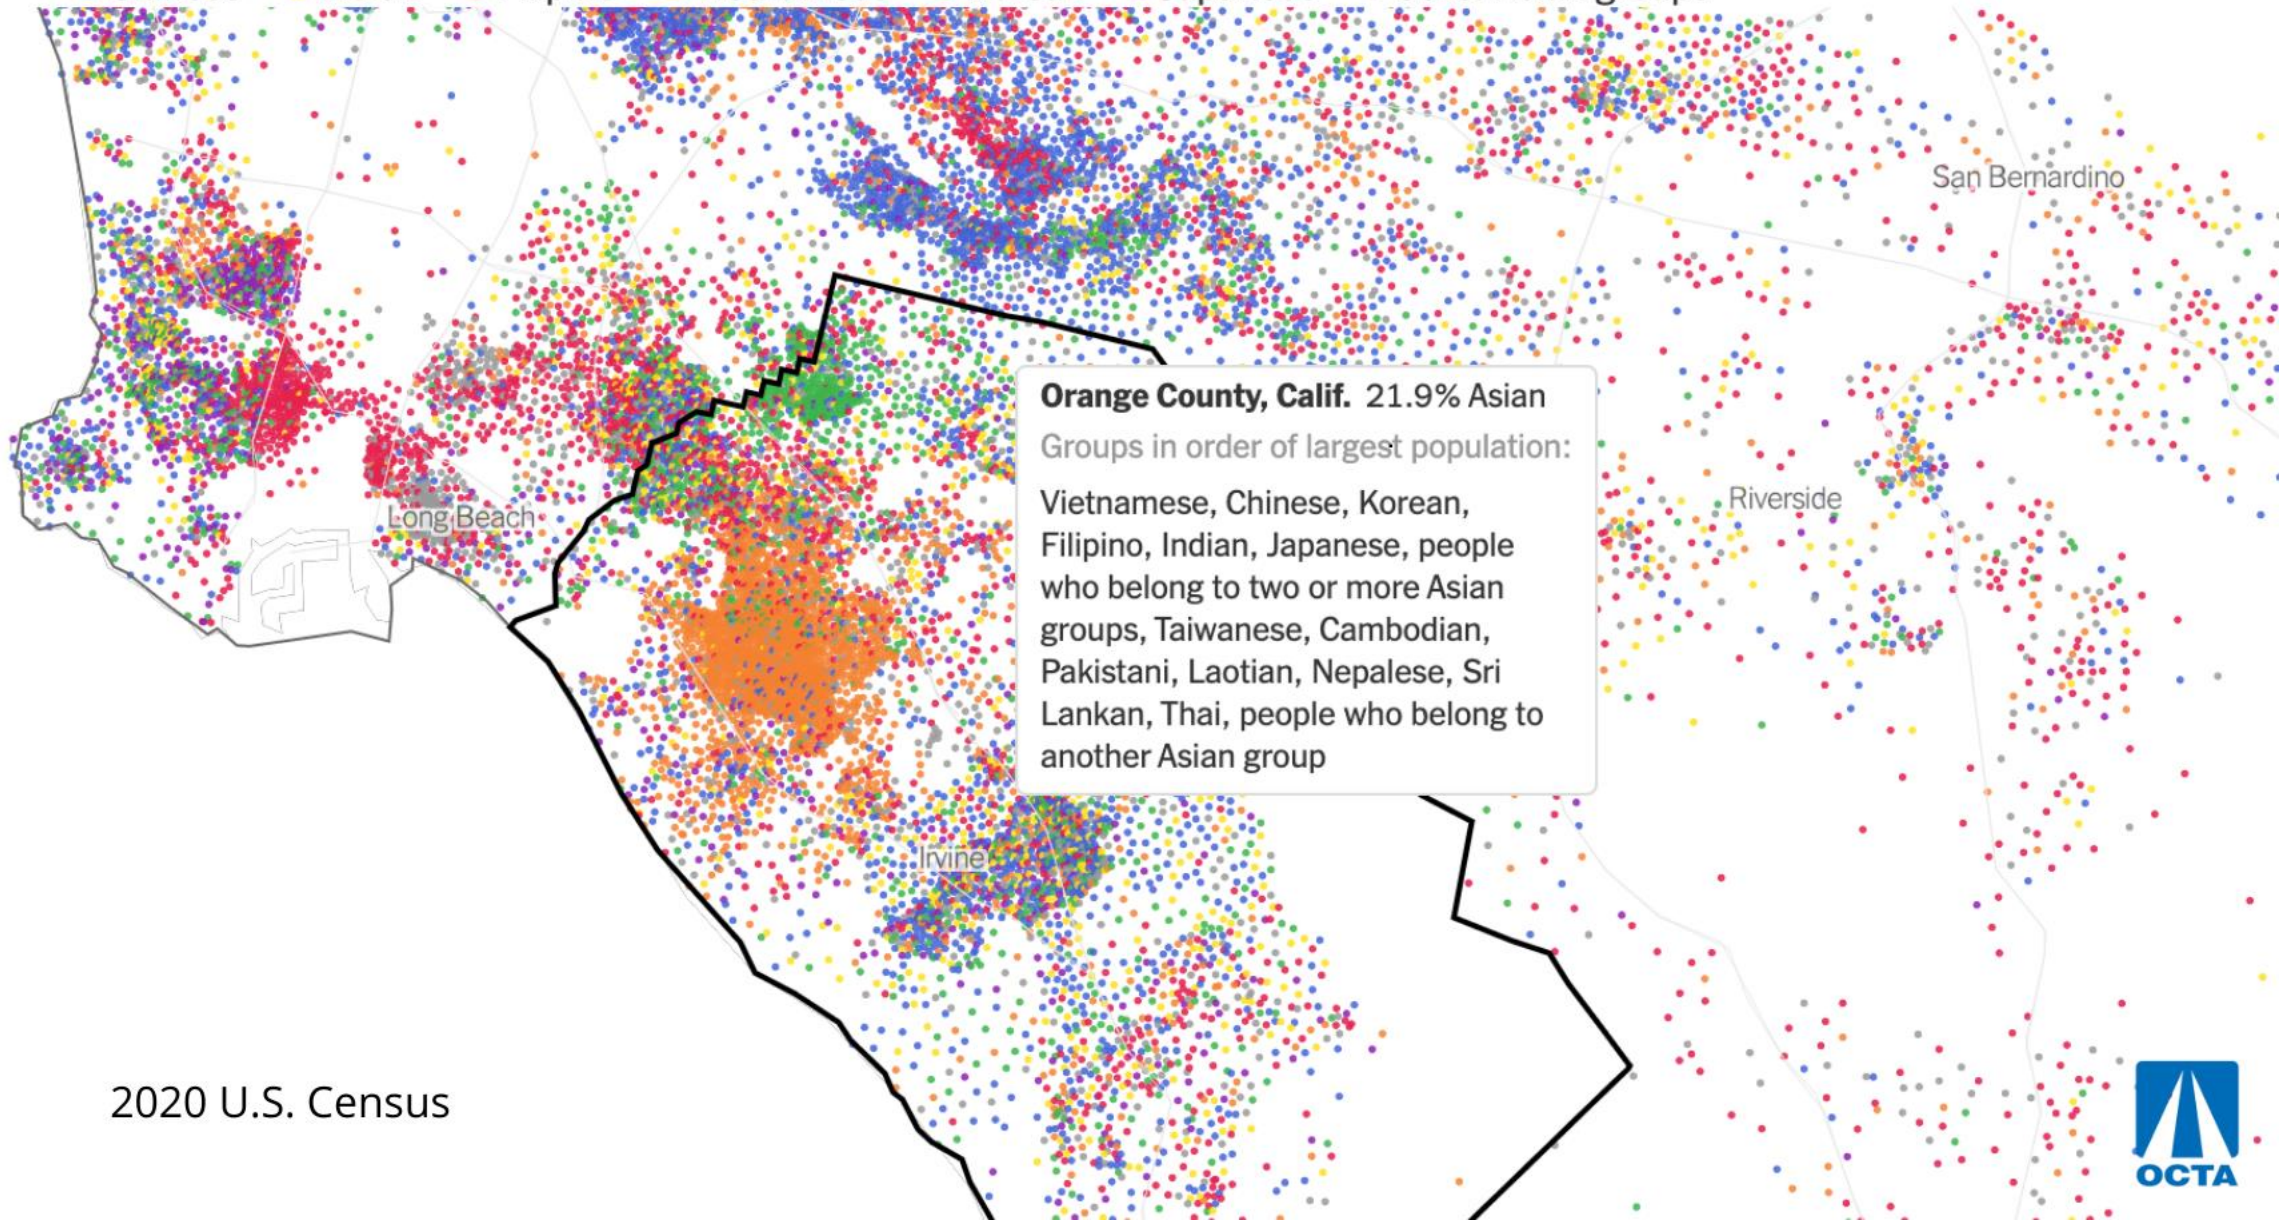 San Bernardino
Orange County, Calif. 21.9% Asian
Groups in order of largest population:
Vietnamese, Chinese, Korean,
Filipino, Indian, Japanese, people
who belong to two or more Asian
groups, Taiwanese, Cambodian,
Pakistani, Laotian, Nepalese, Sri
Lankan, Thai, people who belong to
another Asian group
Riverside
Long Beach
Irvine
2020 U.S. Census
OCTA